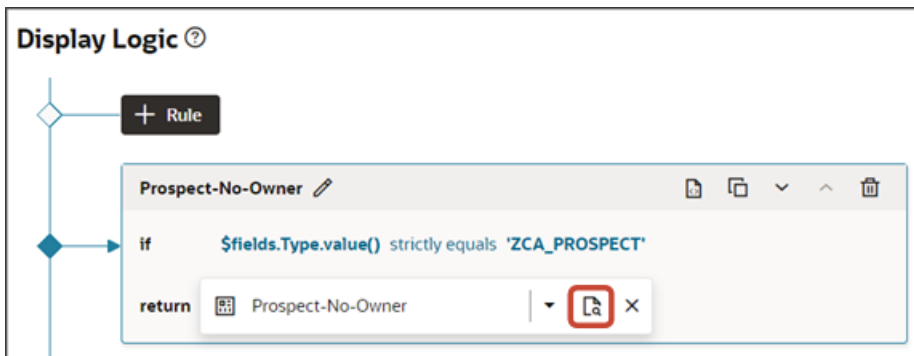 Display Logic ?
+ Rule
Prospect-No-Owner
if $fields.Type.value() strictly equals 'ZCA_PROSPECT'
return Prospect-No-Owner